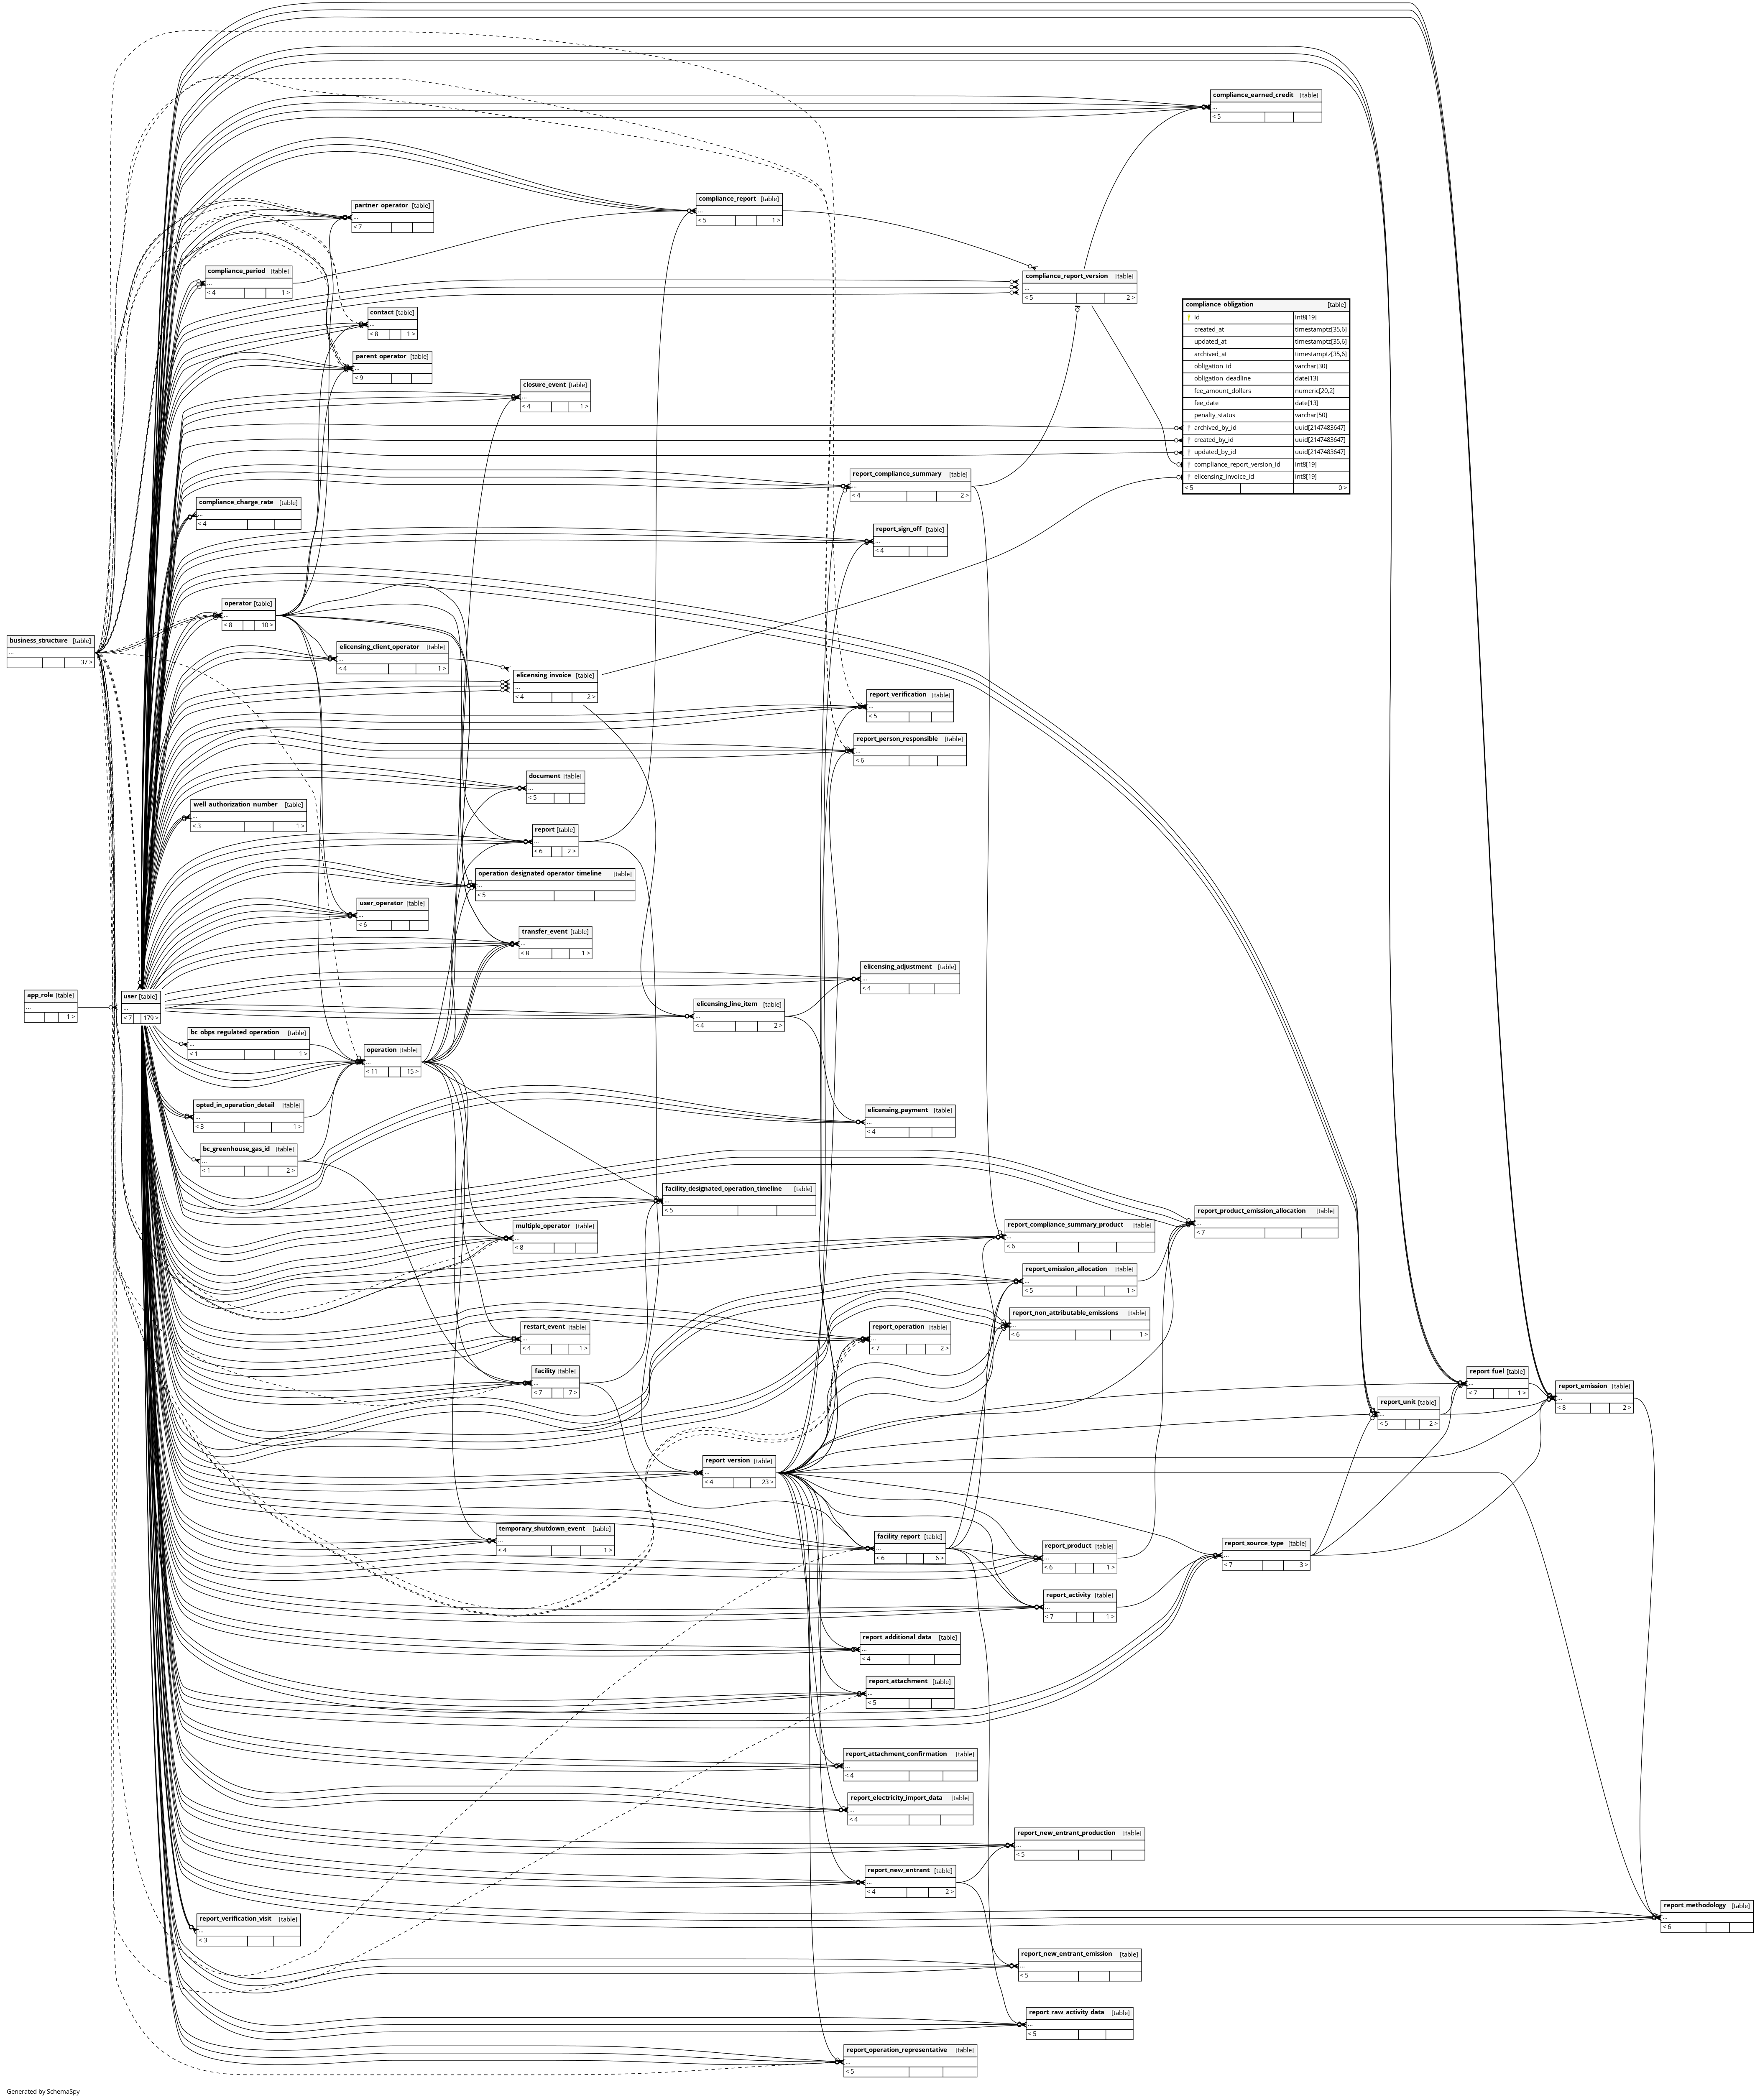 compliance_earned_credit [table]
...
< 5
partner_operator [table]
...
< 7
compliance_report [table]
...
< 5 1 >
compliance_period [table]
...
< 4 1 >
compliance_report_version [table]
...
< 5 2 >
compliance_obligation [table]
id int8[19]
created_at timestamptz[35,6]
updated_at timestamptz[35,6]
archived_at timestamptz[35,6]
obligation_id varchar[30]
obligation_deadline date[13]
fee_amount_dollars numeric[20,2]
fee_date date[13]
penalty_status varchar[50]
archived_by_id uuid[2147483647]
created_by_id uuid[2147483647]
updated_by_id uuid[2147483647]
compliance_report_version_id int8[19]
elicensing_invoice_id int8[19]
< 5 0 >
contact [table]
...
< 8 1 >
parent_operator [table]
...
< 9
closure_event [table]
...
< 4 1 >
report_compliance_summary [table]
...
< 4 2 >
compliance_charge_rate [table]
...
< 4
report_sign_off [table]
...
< 4
operator [table]
...
< 8 10 >
business_structure [table]
...
37 >
elicensing_client_operator [table]
...
< 4 1 >
elicensing_invoice [table]
...
< 4 2 >
report_verification [table]
...
< 5
report_person_responsible [table]
...
< 6
document [table]
...
< 5
well_authorization_number [table]
...
< 3 1 >
report [table]
...
< 6 2 >
operation_designated_operator_timeline [table]
...
< 5
user_operator [table]
...
< 6
transfer_event [table]
...
< 8 1 >
elicensing_adjustment [table]
...
< 4
app_role [table]
...
1 >
user [table]
...
< 7 179 >
elicensing_line_item [table]
...
< 4 2 >
bc_obps_regulated_operation [table]
...
< 1 1 >
operation [table]
...
< 11 15 >
opted_in_operation_detail [table]
...
< 3 1 >
elicensing_payment [table]
...
< 4
bc_greenhouse_gas_id [table]
...
< 1 2 >
facility_designated_operation_timeline [table]
...
< 5
report_product_emission_allocation [table]
...
< 7
multiple_operator [table]
...
< 8
report_compliance_summary_product [table]
...
< 6
report_emission_allocation [table]
...
< 5 1 >
report_non_attributable_emissions [table]
...
< 6 1 >
restart_event [table]
...
< 4 1 >
report_operation [table]
...
< 7 2 >
facility [table]
...
< 7 7 >
report_fuel [table]
...
< 7 1 >
report_emission [table]
...
< 8 2 >
report_unit [table]
...
< 5 2 >
report_version [table]
...
< 4 23 >
temporary_shutdown_event [table]
...
< 4 1 >
facility_report [table]
...
< 6 6 >
report_product [table]
...
< 6 1 >
report_source_type [table]
...
< 7 3 >
report_activity [table]
...
< 7 1 >
report_additional_data [table]
...
< 4
report_attachment [table]
...
< 5
report_attachment_confirmation [table]
...
< 4
report_electricity_import_data [table]
...
< 4
report_new_entrant_production [table]
...
< 5
report_new_entrant [table]
...
< 4 2 >
report_methodology [table]
...
< 6
report_verification_visit [table]
...
< 3
report_new_entrant_emission [table]
...
< 5
report_raw_activity_data [table]
...
< 5
report_operation_representative [table]
...
< 5
Generated by SchemaSpy